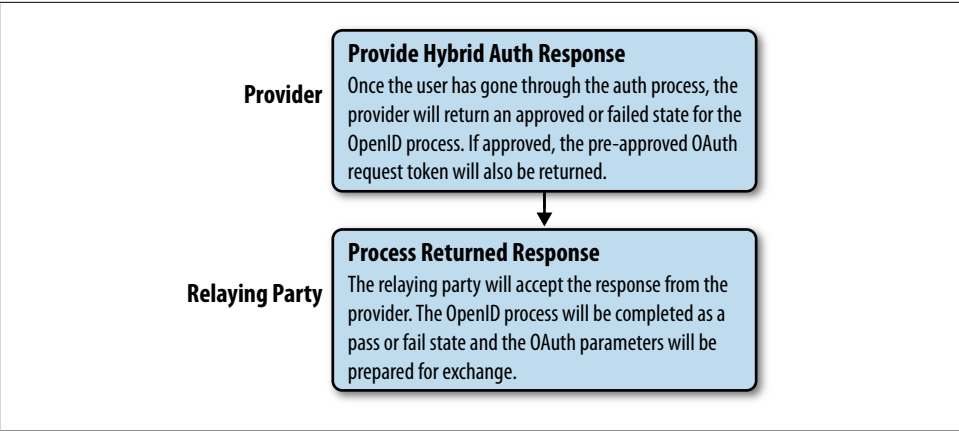 Provider
Provide Hybrid Auth Response
Once the user has gone through the auth process, the
provider will return an approved or failed state for the
OpenID process. If approved, the pre-approved OAuth
request token will also be returned.
Relaying Party
Process Returned Response
The relaying party will accept the response from the
provider. The OpenID process will be completed as a
pass or fail state and the OAuth parameters will be
prepared for exchange.